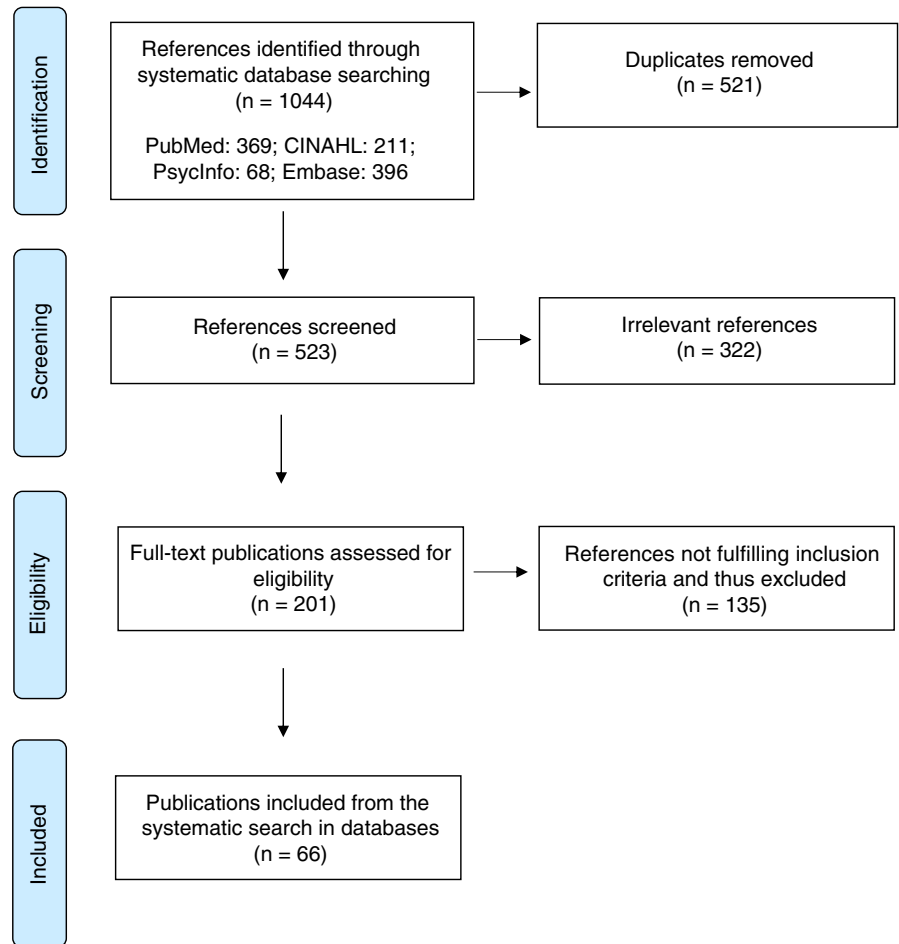 Identification
References identified through
systematic database searching
(n = 1044)
PubMed: 369; CINAHL: 211;
PsycInfo: 68; Embase: 396
Duplicates removed
(n = 521)
Screening
References screened
(n = 523)
Irrelevant references
(n = 322)
Eligibility
Full-text publications assessed for
eligibility
(n = 201)
References not fulfilling inclusion
criteria and thus excluded
(n = 135)
Included
Publications included from the
systematic search in databases
(n = 66)